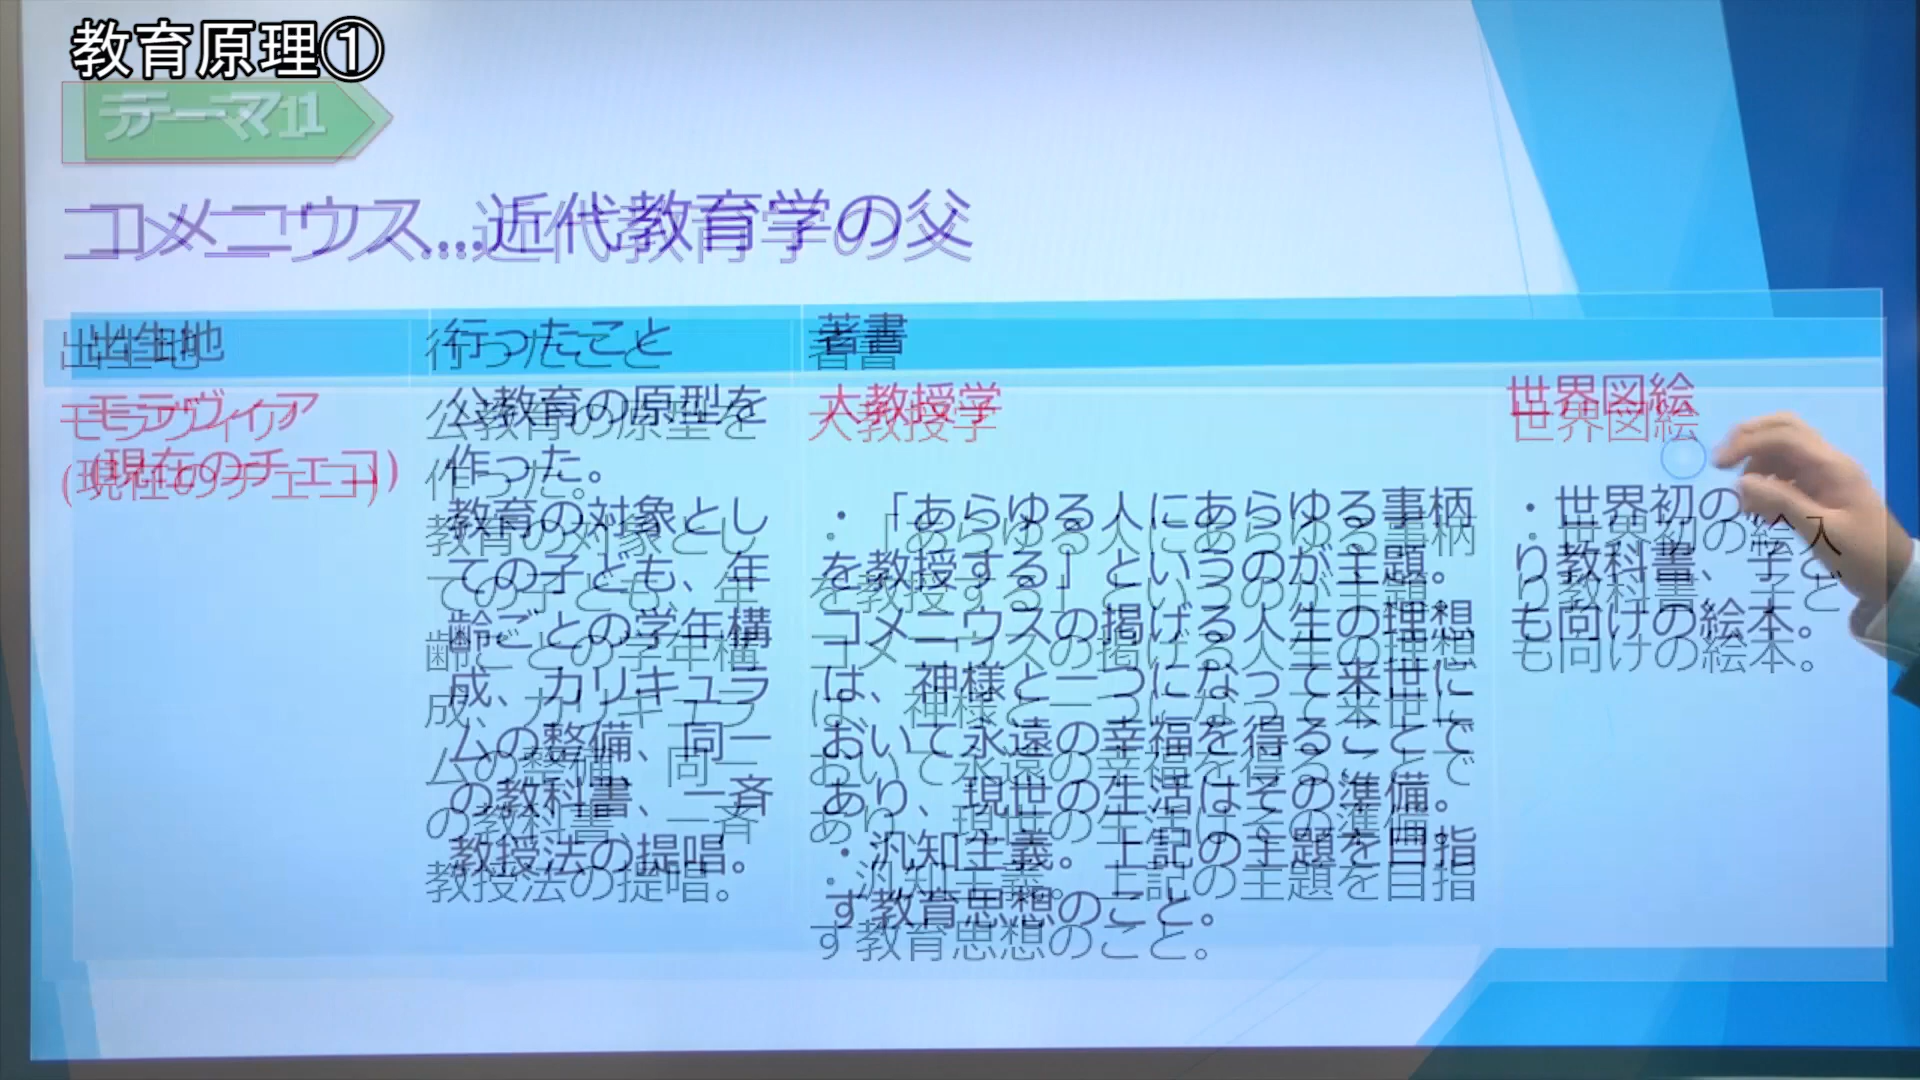 教育原理①
テーマ1
コメニウス...近代教育学の父
出生地
行ったこと
著書
モラヴィア
(現在のチェコ)
公教育の原型を
作った。
教育の対象とし
ての子ども、年
齢ごとの学年構
成、カリキュラ
ムの整備、同一
の教科書、一斉
教授法の提唱。
大教授学
・「あらゆる人にあらゆる事柄
を教授する」というのが主題。
コメニウスの掲げる人生の理想
は、神様と一つになって来世に
おいて永遠の幸福を得ることで
あり、現世の生活はその準備。
・汎知主義。上記の主題を目指
す教育思想のこと。
世界図絵
・世界初の絵入
り教科書、子ど
も向けの絵本。